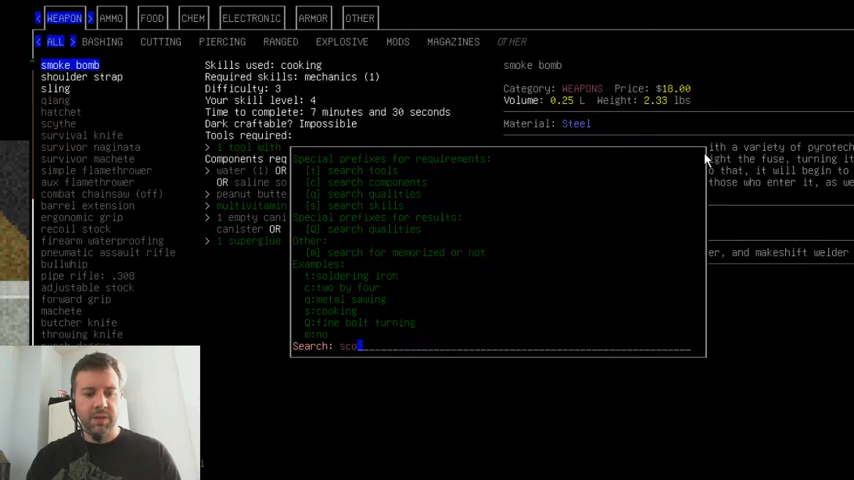 < WEAPON > AMMO FOOD CHEM ELECTRONIC ARMOR OTHER
< ALL > BASHING CUTTING PIERCING RANGED EXPLOSIVE MODS MAGAZINES OTHER
smoke bomb
shoulder strap
sling
qiang
hatchet
scythe
survival knife
survivor naginata
survivor machete
simple flamethrower
aux flamethrower
combat chainsaw (off)
barrel extension
ergonomic grip
recoil stock
firearm waterproofing
pneumatic assault rifle
bullwhip
pipe rifle: .308
adjustable stock
forward grip
machete
butcher knife
throwing knife
Skills used: cooking
Required skills: mechanics (1)
Difficulty: 3
Your skill level: 4
Time to complete: 7 minutes and 30 seconds
Dark craftable? Impossible
Tools required:
> 1 tool with
Components req
> water (1) OR
OR saline so
> peanut butte
> multivitamin
> 1 empty cani
canister OR
> 1 superglue
smoke bomb
Category: WEAPONS Price: $18.00
Volume: 0.25 L Weight: 2.33 lbs
Material: Steel
ith a variety of pyrotech
ght the fuse, turning it
o that, it will begin to
those who enter it, as we
er, and makeshift welder
Special prefixes for requirements:
[t] search tools
[c] search components
[q] search qualities
[s] search skills
Special prefixes for results:
[Q] search qualities
Other:
[m] search for memorized or not
Examples:
t:soldering iron
c:two by four
q:metal sawing
s:cooking
Q:fine bolt turning
m:no
Search: sco